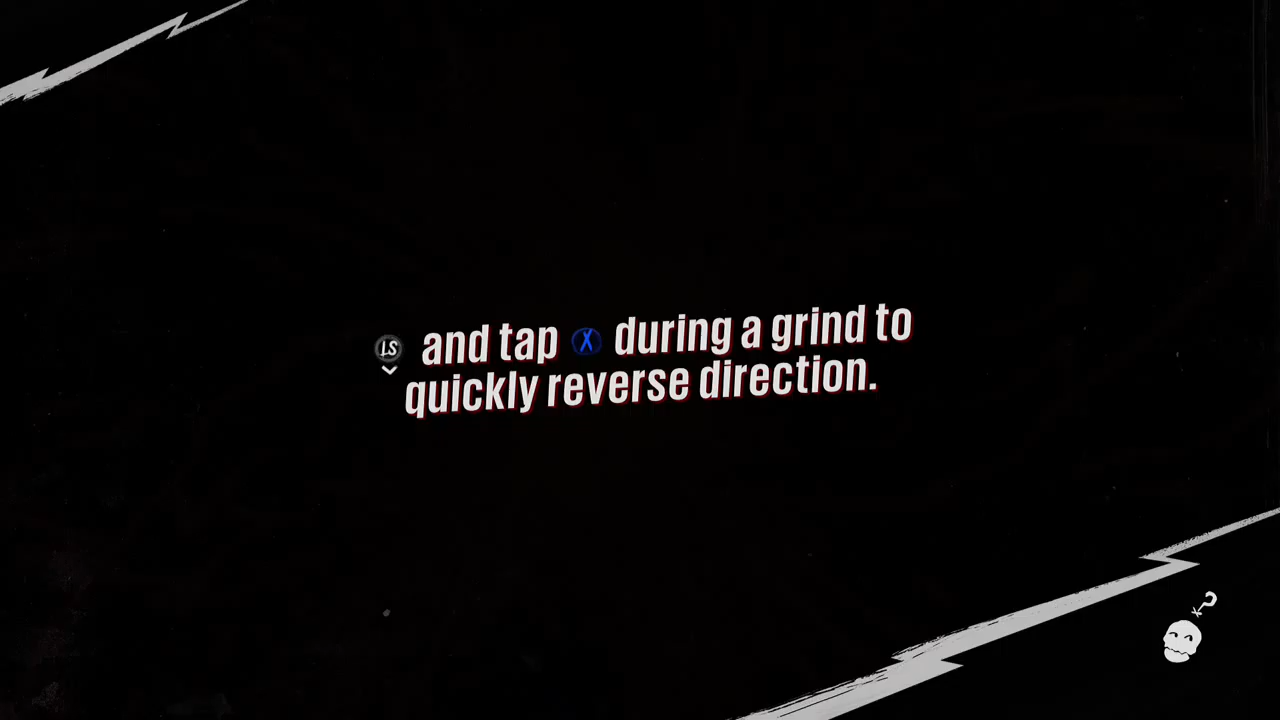 LS and tap X during a grind to
quickly reverse direction.